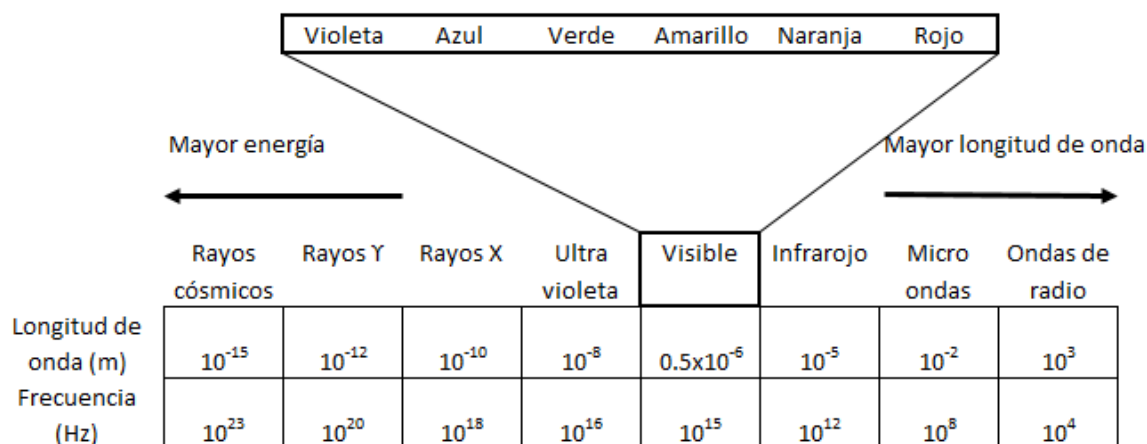 Violeta Azul Verde Amarillo Naranja Rojo
Mayor energía Mayor longitud de onda
Rayos cósmicos Rayos Y Rayos X Ultra violeta Visible Infrarojo Micro ondas Ondas de radio
Longitud de onda (m) 10⁻¹⁵ 10⁻¹² 10⁻¹⁰ 10⁻⁸ 0.5x10⁻⁶ 10⁻⁵ 10⁻² 10³
Frecuencia (Hz) 10²³ 10²⁰ 10¹⁸ 10¹⁶ 10¹⁵ 10¹² 10⁸ 10⁴